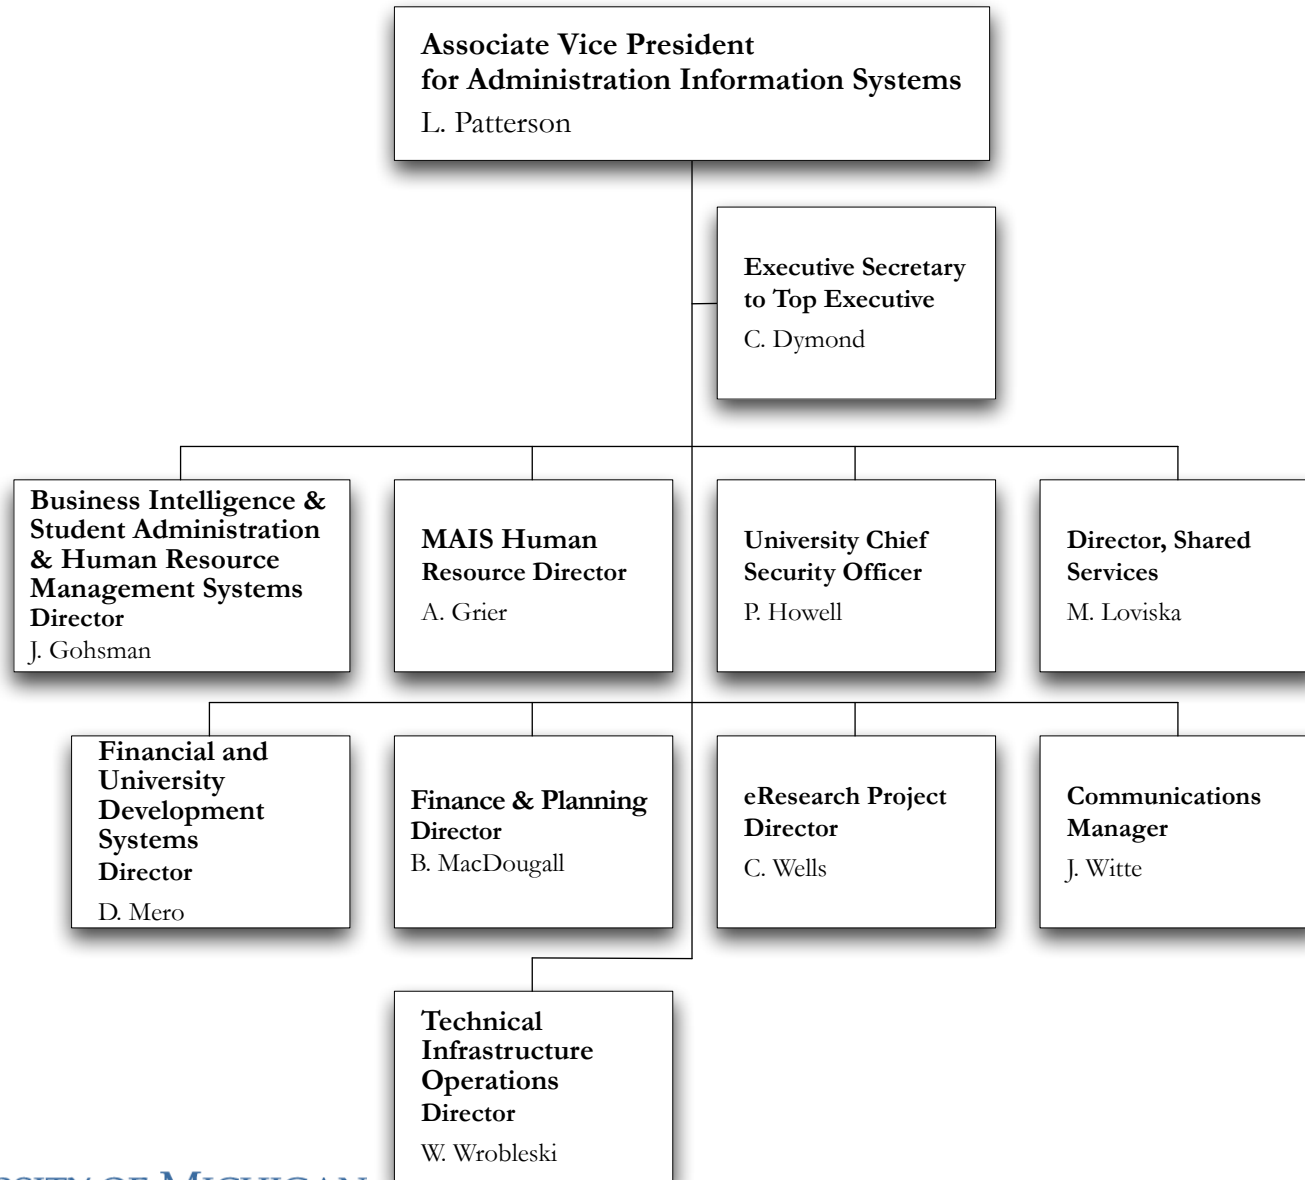 Associate Vice President
for Administration Information Systems
L. Patterson
Executive Secretary
to Top Executive
C. Dymond
Business Intelligence &
Student Administration
& Human Resource
Management Systems
Director
J. Gohsman
MAIS Human
Resource Director
A. Grier
University Chief
Security Officer
P. Howell
Director, Shared
Services
M. Loviska
Financial and
University
Development
Systems
Director
D. Mero
Finance & Planning
Director
B. MacDougall
eResearch Project
Director
C. Wells
Communications
Manager
J. Witte
Technical
Infrastructure
Operations
Director
W. Wrobleski
OF MICHIGAN